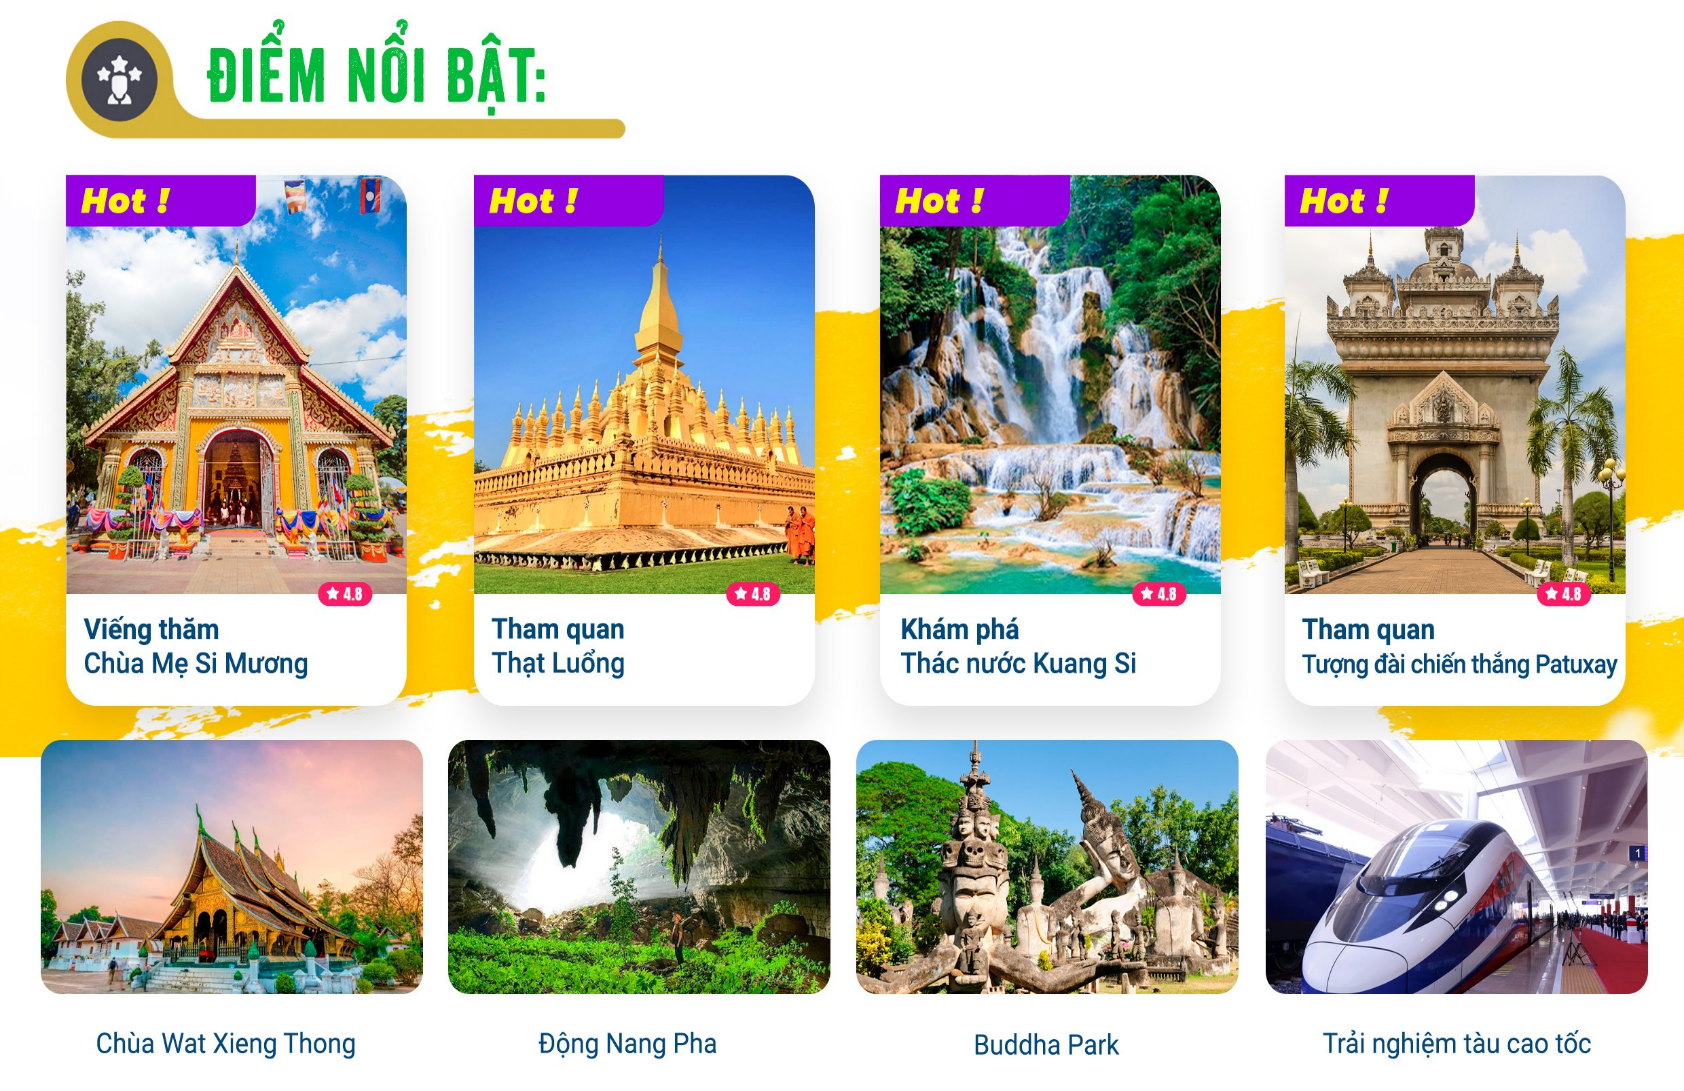 ĐIỂM NỔI BẬT:
Hot !
Hot !
Hot !
Hot !
4.8
4.8
4.8
4.8
Viếng thăm
Chùa Mẹ Si Mương
Tham quan
Thạt Luổng
Khám phá
Thác nước Kuang Si
Tham quan
Tượng đài chiến thắng Patuxay
1
Chùa Wat Xieng Thong
Động Nang Pha
Buddha Park
Trải nghiệm tàu cao tốc